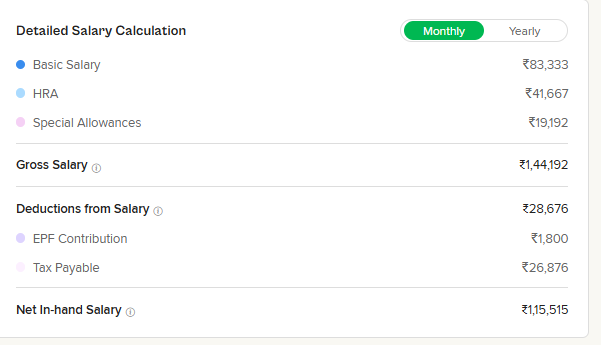 Detailed Salary Calculation Monthly Yearly
Basic Salary ₹83,333
HRA ₹41,667
Special Allowances ₹19,192
Gross Salary ₹1,44,192
Deductions from Salary ₹28,676
EPF Contribution ₹1,800
Tax Payable ₹26,876
Net In-hand Salary ₹1,15,515